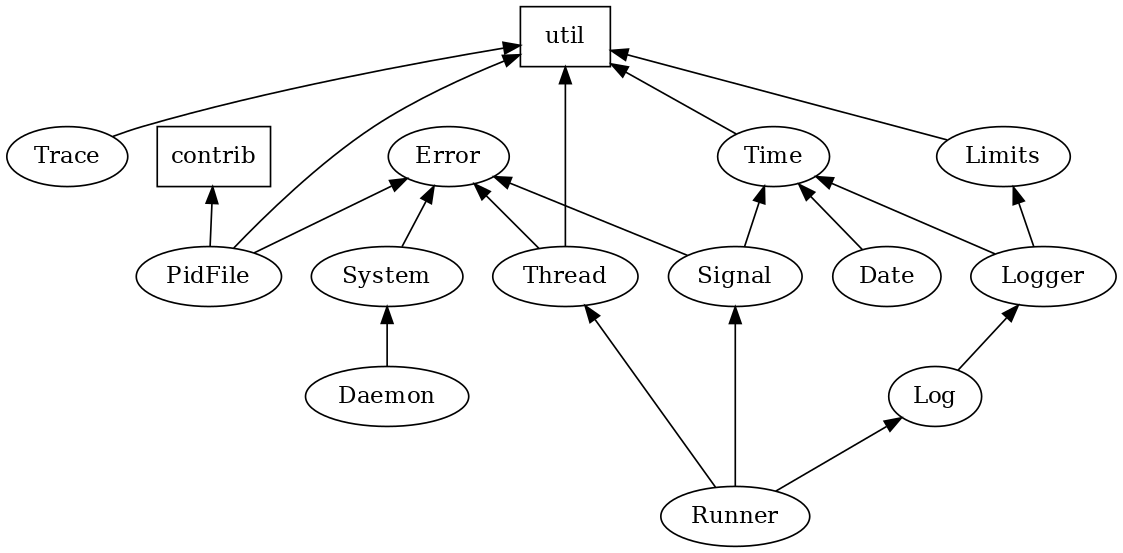 util
Trace
contrib
Error
Time
Limits
PidFile
System
Thread
Signal
Date
Logger
Daemon
Log
Runner